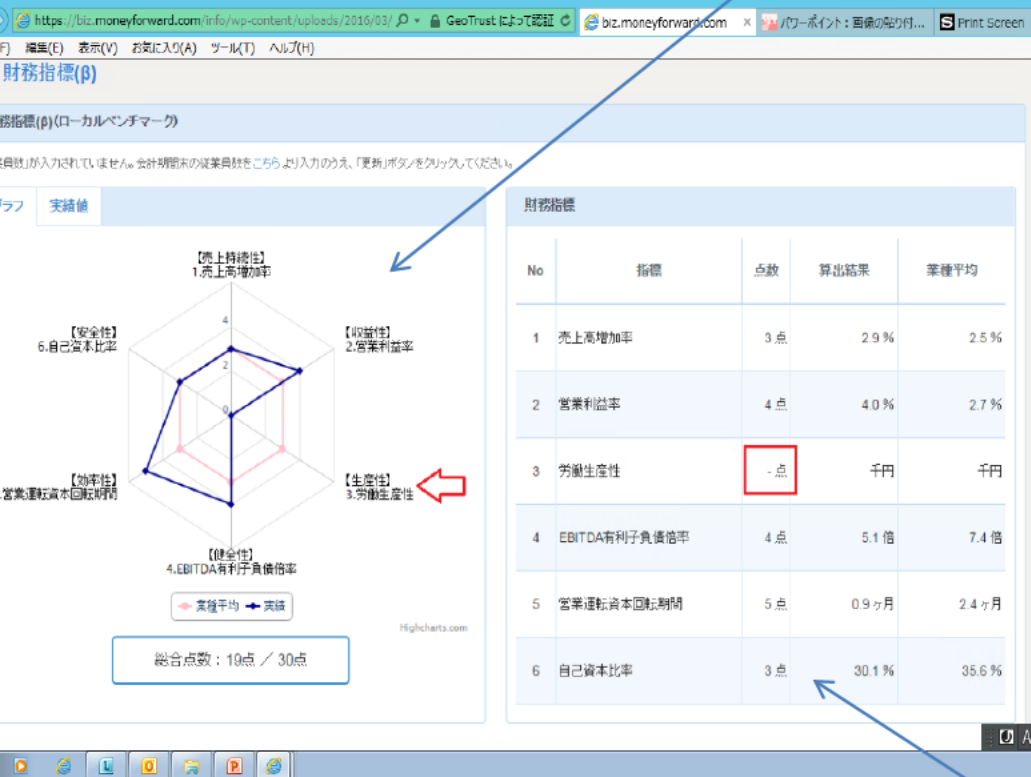 https://biz.moneyforward.com/info/wp-content/uploads/2016/03/
GeoTrust によって認証
biz.moneyforward.com
×
パワーポイント：画像の貼り付...
Print Screen
F) 編集(E) 表示(V) お気に入り(A) ツール(T) ヘルプ(H)
財務指標(β)
務指標(β)(ローカルベンチマーク)
業員数」が入力されていません。会計期間末の従業員数をこちらより入力のうえ、「更新」ボタンをクリックしてください。
グラフ
実績値
【売上持続性】
1.売上高増加率
【収益性】
2.営業利益率
【生産性】
3.労働生産性
【健全性】
4.EBITDA有利子負債倍率
【効率性】
.営業運転資本回転期間
【安全性】
6.自己資本比率
4
2
0
業種平均 実績
Highcharts.com
総合点数：19点 ／ 30点
財務指標
No 指標 点数 算出結果 業種平均
1 売上高増加率 3 点 2.9 % 2.5 %
2 営業利益率 4 点 4.0 % 2.7 %
3 労働生産性 - 点 千円 千円
4 EBITDA有利子負債倍率 4 点 5.1 倍 7.4 倍
5 営業運転資本回転期間 5 点 0.9 ヶ月 2.4 ヶ月
6 自己資本比率 3 点 30.1 % 35.6 %
A